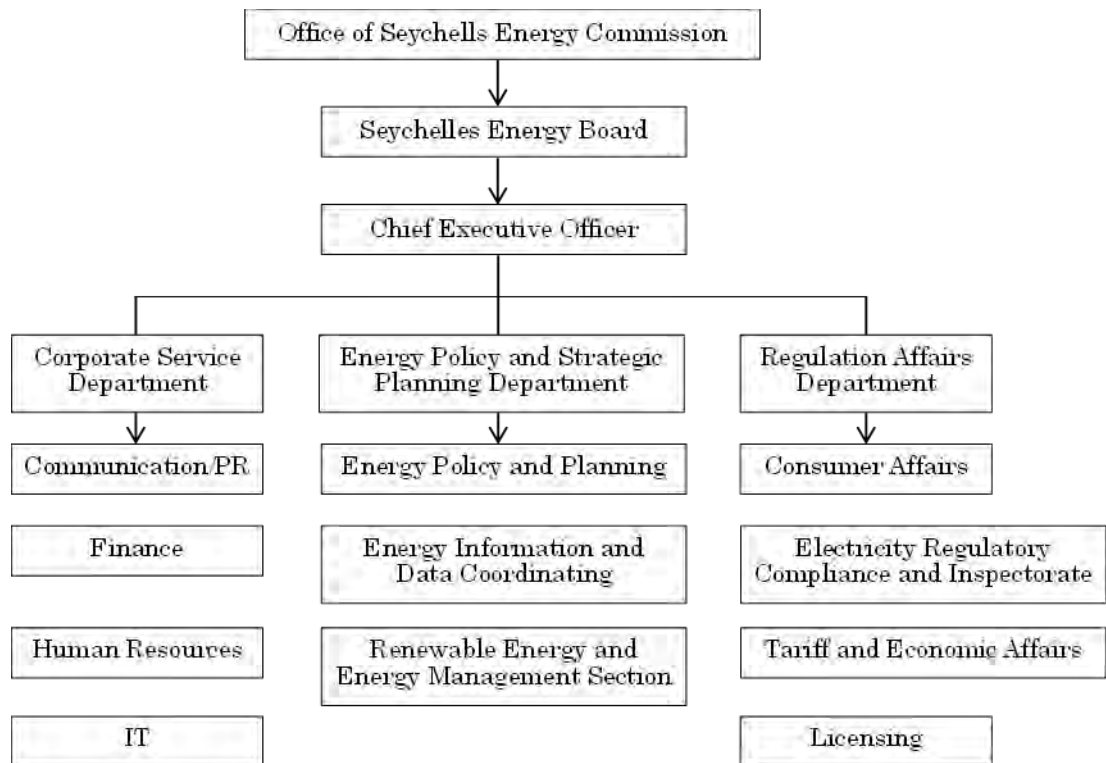 Office of Seychells Energy Commission
Seychelles Energy Board
Chief Executive Officer
Corporate Service
Department
Energy Policy and Strategic
Planning Department
Regulation Affairs
Department
Communication/PR
Energy Policy and Planning
Consumer Affairs
Finance
Energy Information and
Data Coordinating
Electricity Regulatory
Compliance and Inspectorate
Human Resources
Renewable Energy and
Energy Management Section
Tariff and Economic Affairs
IT
Licensing